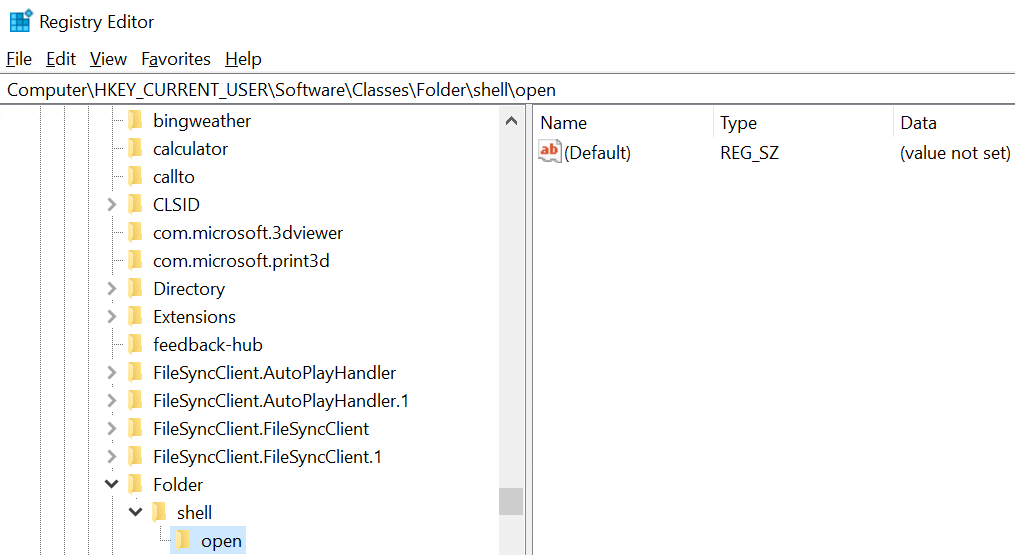 Registry Editor
File Edit View Favorites Help
Computer\HKEY_CURRENT_USER\Software\Classes\Folder\shell\open
bingweather
calculator
callto
CLSID
com.microsoft.3dviewer
com.microsoft.print3d
Directory
Extensions
feedback-hub
FileSyncClient.AutoPlayHandler
FileSyncClient.AutoPlayHandler.1
FileSyncClient.FileSyncClient
FileSyncClient.FileSyncClient.1
Folder
shell
open
Name Type Data
ab (Default) REG_SZ (value not set)